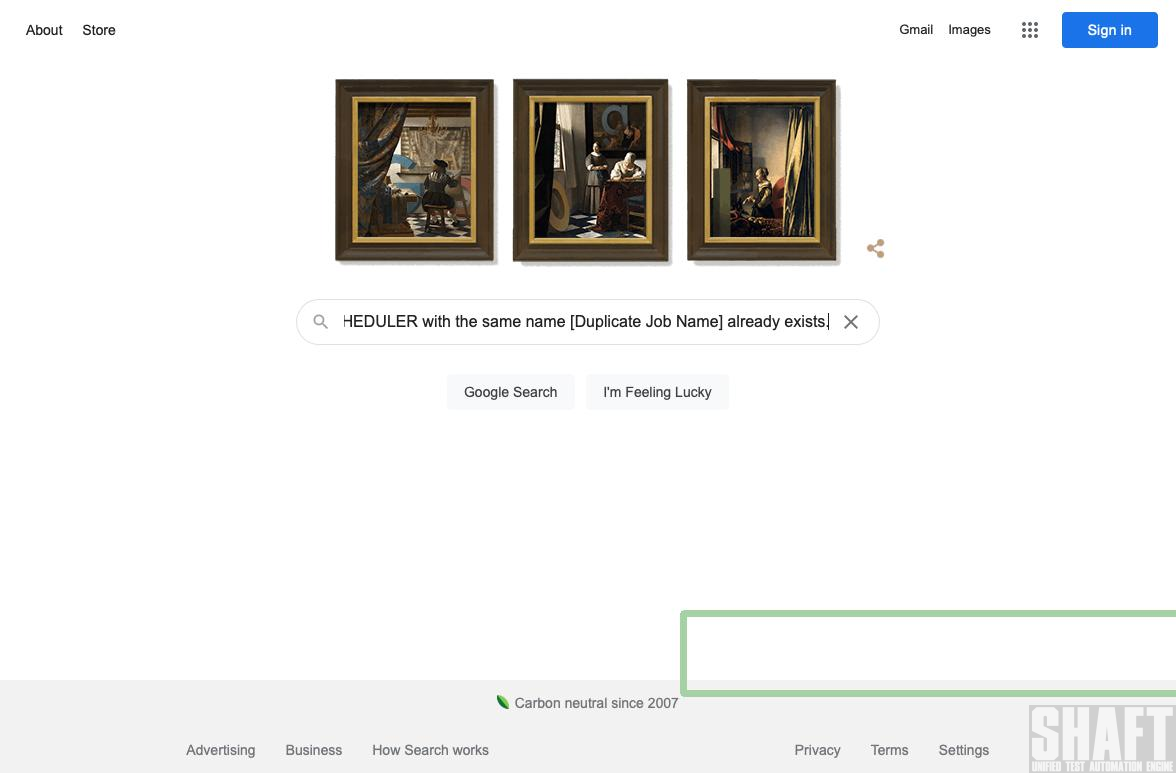 About Store Gmail Images Sign in
g
HEDULER with the same name [Duplicate Job Name] already exists.
Google Search I'm Feeling Lucky
Carbon neutral since 2007
Advertising Business How Search works Privacy Terms Settings
SHAFT
UNIFIED TEST AUTOMATION ENGINE